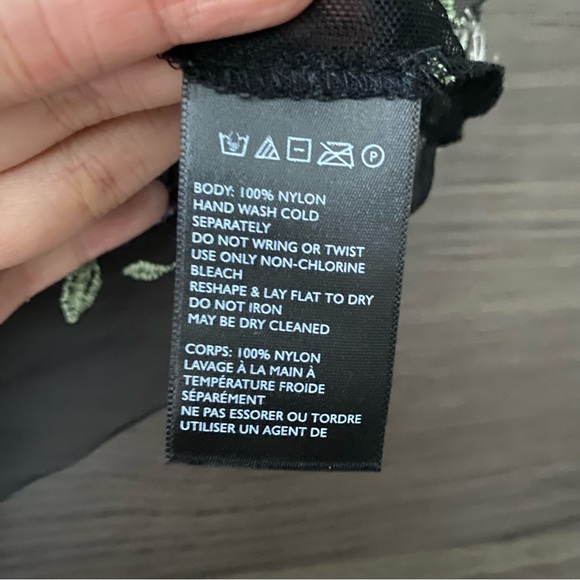 P
BODY: 100% NYLON
HAND WASH COLD
SEPARATELY
DO NOT WRING OR TWIST
USE ONLY NON-CHLORINE
BLEACH
RESHAPE & LAY FLAT TO DRY
DO NOT IRON
MAY BE DRY CLEANED
CORPS: 100% NYLON
LAVAGE À LA MAIN À
TEMPÉRATURE FROIDE
SÉPARÉMENT
NE PAS ESSORER OU TORDRE
UTILISER UN AGENT DE